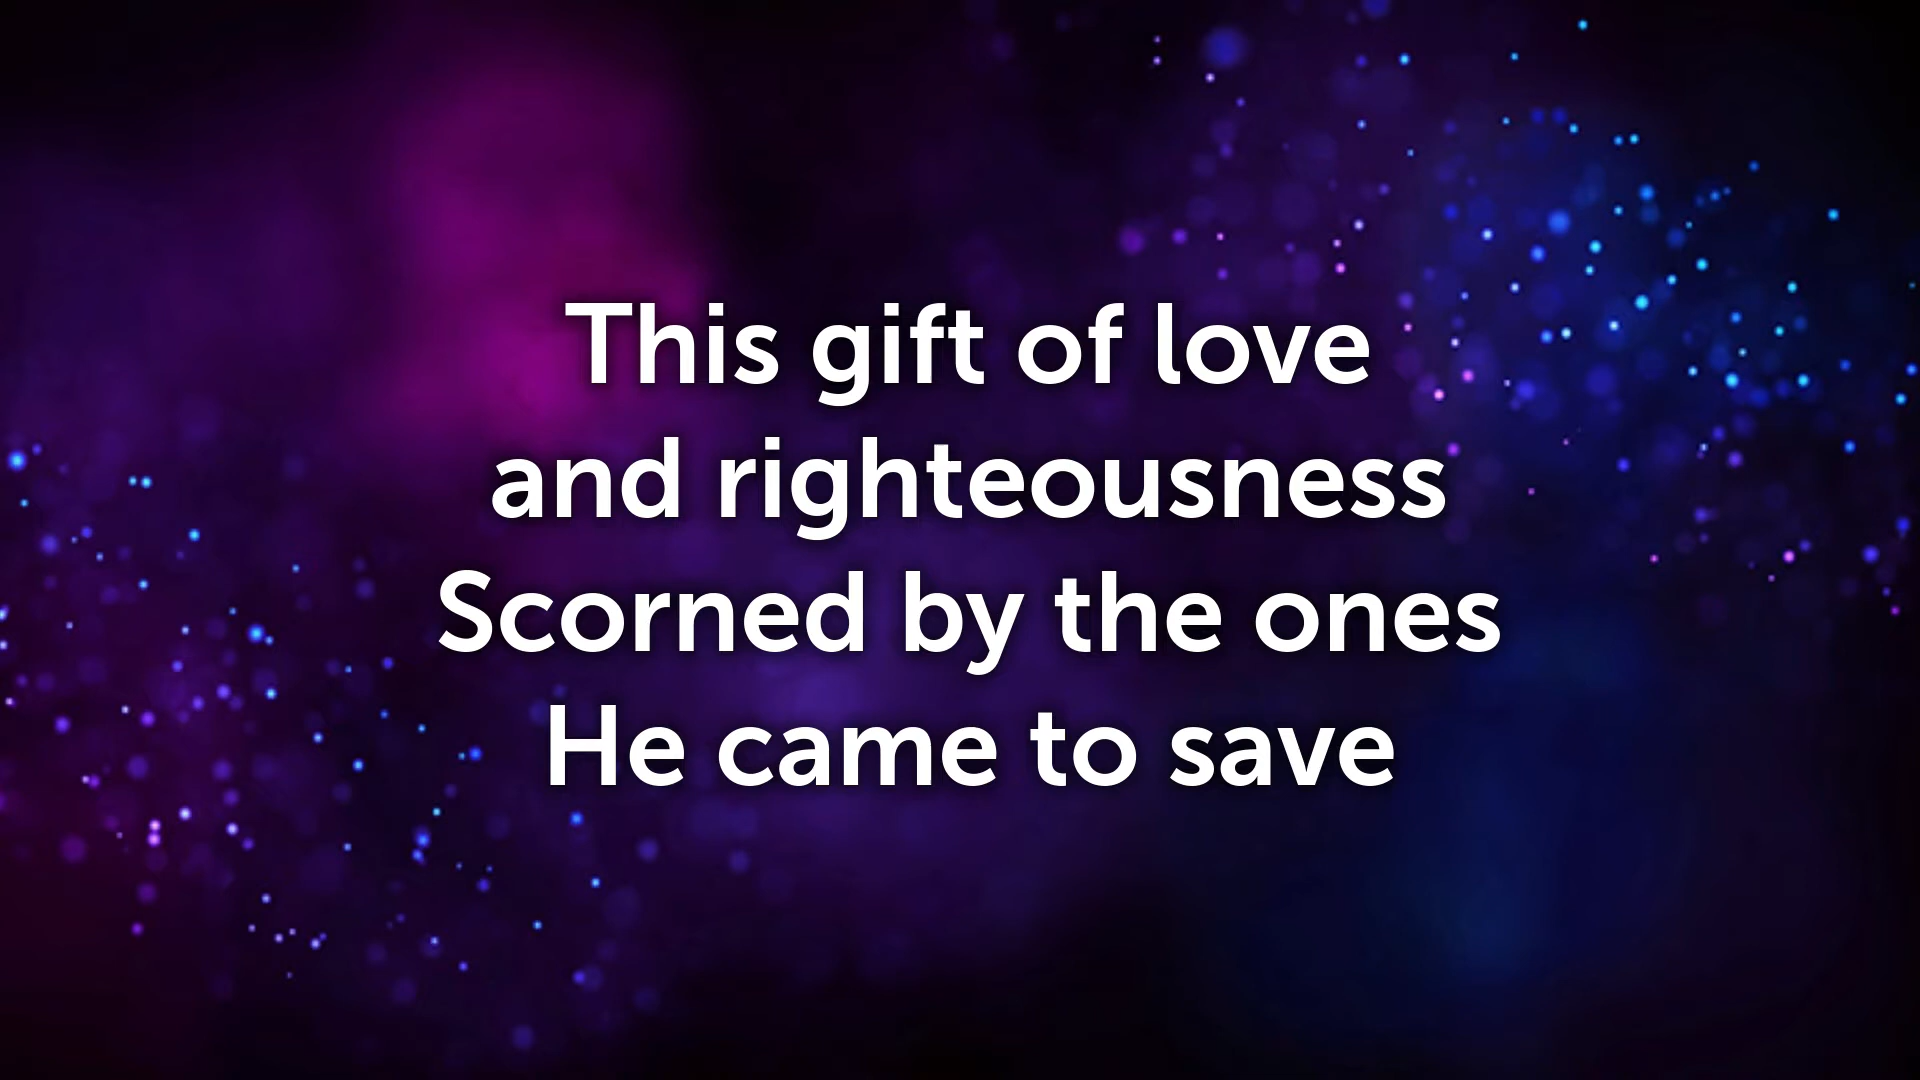 This gift of love
and righteousness
Scorned by the ones
He came to save